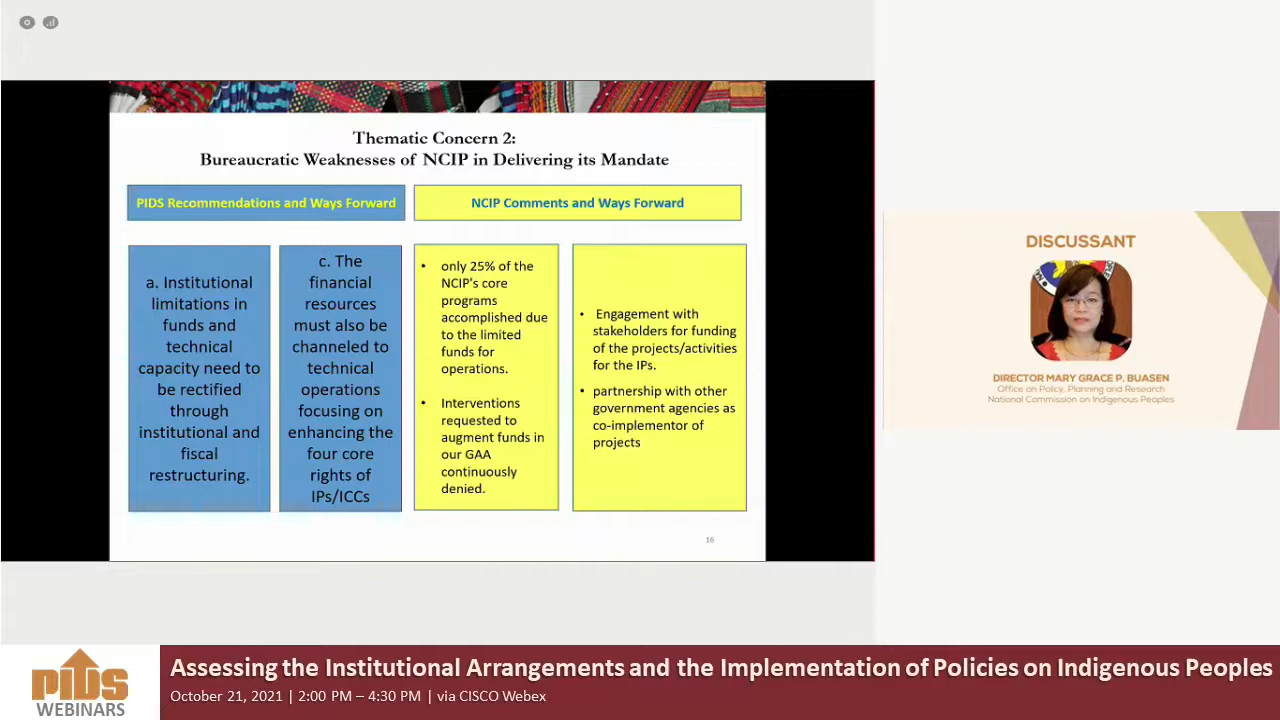 Thematic Concern 2:
Bureaucratic Weaknesses of NCIP in Delivering its Mandate
PIDS Recommendations and Ways Forward
NCIP Comments and Ways Forward
a. Institutional
limitations in
funds and
technical
capacity need to
be rectified
through
institutional and
fiscal
restructuring.
c. The
financial
resources
must also be
channeled to
technical
operations
focusing on
enhancing the
four core
rights of
IPs/ICCs
• only 25% of the
NCIP's core
programs
accomplished due
to the limited
funds for
operations.
• Interventions
requested to
augment funds in
our GAA
continuously
denied.
• Engagement with
stakeholders for funding
of the projects/activities
for the IPs.
• partnership with other
government agencies as
co-implementor of
projects
16
DISCUSSANT
DIRECTOR MARY GRACE P. BUASEN
Office on Policy, Planning and Research
National Commission on Indigenous Peoples
PIDS
WEBINARS
Assessing the Institutional Arrangements and the Implementation of Policies on Indigenous Peoples
October 21, 2021 | 2:00 PM – 4:30 PM | via CISCO Webex